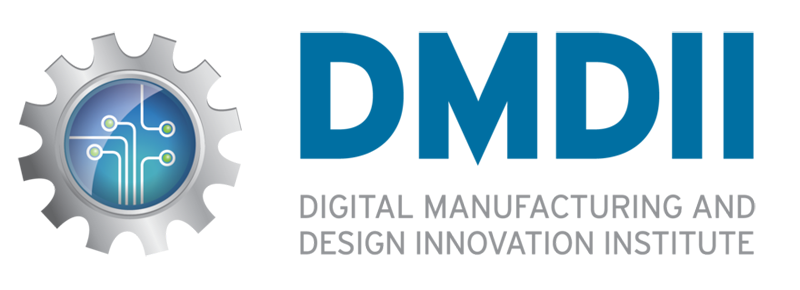 DMDII
DIGITAL MANUFACTURING AND
DESIGN INNOVATION INSTITUTE